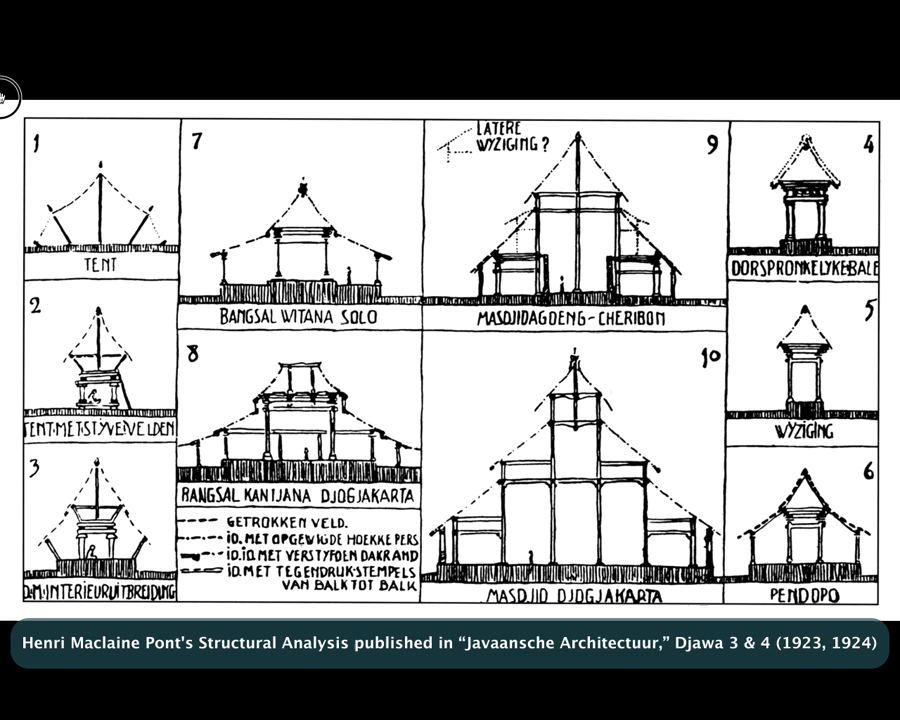 1
TENT
2
TENT·MET·STYVE VELDEN
3
D.M. INTERIEURUITBREIDING
7
BANGSAL WITANA SOLO
8
BANGSAL KANTJANA DJOGJAKARTA
GETROKKEN VELD.
iD. MET OPGEWIGDE HOEKKEPERS
iD. iD. MET VERSTYFDEN DAKRAND
iD. MET TEGENDRUK·STEMPELS
VAN BALK TOT BALK
LATERE
WYZIGING?
9
MASDJIDAGOENG-CHERIBON
10
MASDJID DJOGJAKARTA
4
OORSPRONKELYKE·BALE
5
WYZIGING
6
PENDOPO
Henri Maclaine Pont's Structural Analysis published in “Javaansche Architectuur,” Djawa 3 & 4 (1923, 1924)